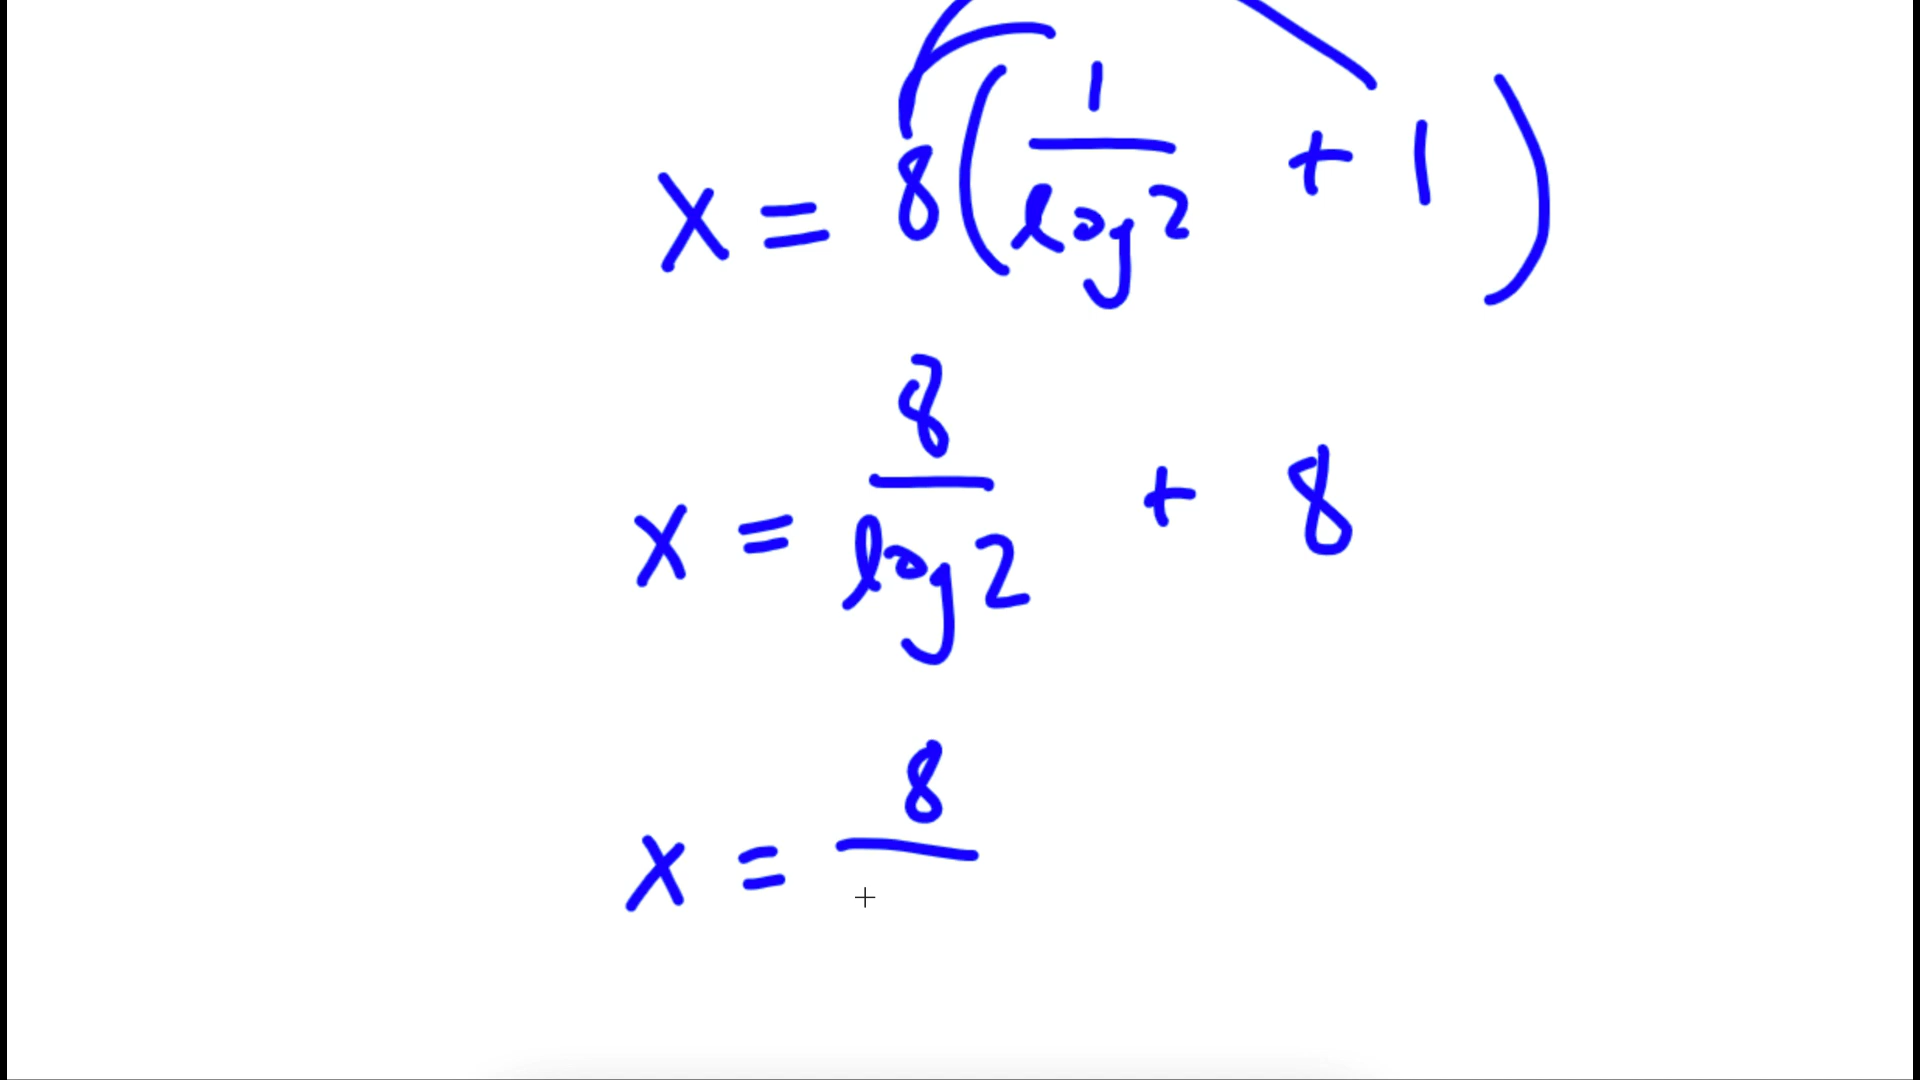 x = 8(1/log2 + 1)
x = 8/log2 + 8
x = 8/